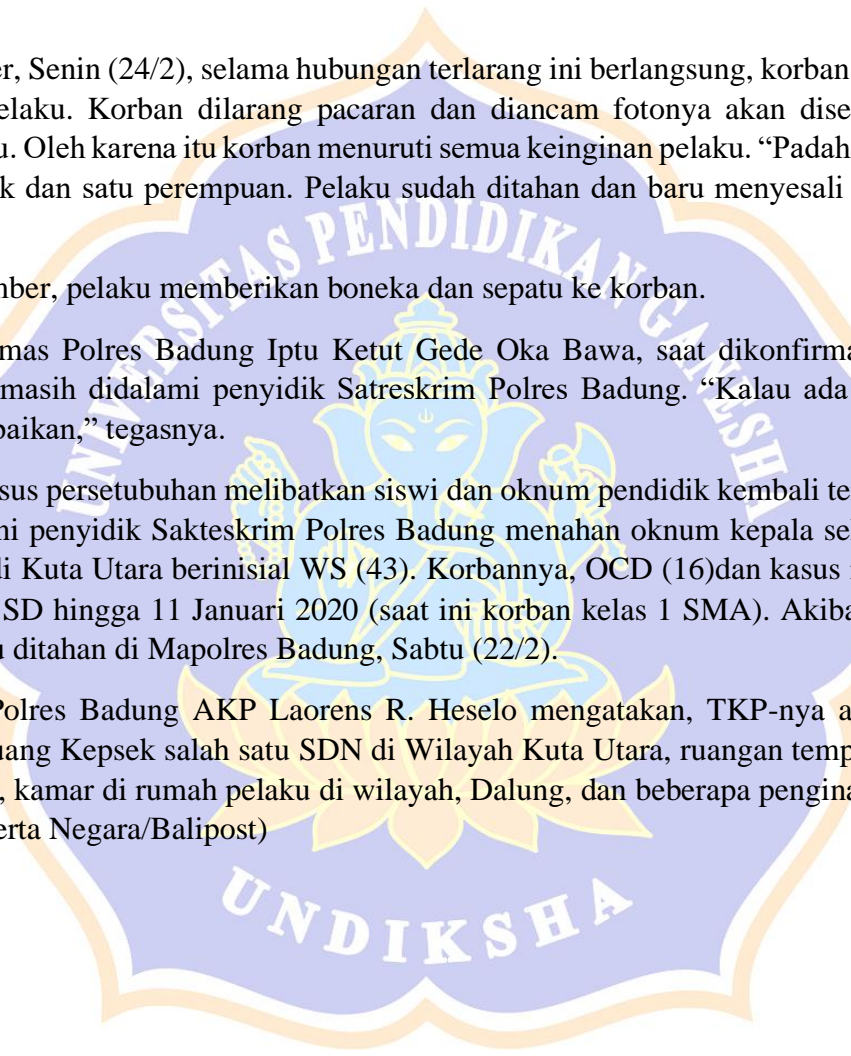 er, Senin (24/2), selama hubungan terlarang ini berlangsung, korban
elaku. Korban dilarang pacaran dan diancam fotonya akan dise
u. Oleh karena itu korban menuruti semua keinginan pelaku. “Padah
k dan satu perempuan. Pelaku sudah ditahan dan baru menyesali
mber, pelaku memberikan boneka dan sepatu ke korban.
mas Polres Badung Iptu Ketut Gede Oka Bawa, saat dikonfirma
masih didalami penyidik Satreskrim Polres Badung. “Kalau ada
paikan,” tegasnya.
sus persetubuhan melibatkan siswi dan oknum pendidik kembali te
ni penyidik Sakteskrim Polres Badung menahan oknum kepala se
di Kuta Utara berinisial WS (43). Korbannya, OCD (16)dan kasus
SD hingga 11 Januari 2020 (saat ini korban kelas 1 SMA). Akiba
u ditahan di Mapolres Badung, Sabtu (22/2).
Polres Badung AKP Laorens R. Heselo mengatakan, TKP-nya a
uang Kepsek salah satu SDN di Wilayah Kuta Utara, ruangan temp
, kamar di rumah pelaku di wilayah, Dalung, dan beberapa pengina
erta Negara/Balipost)
UNIVERSITAS PENDIDIKAN GANESHA
UNDIKSHA